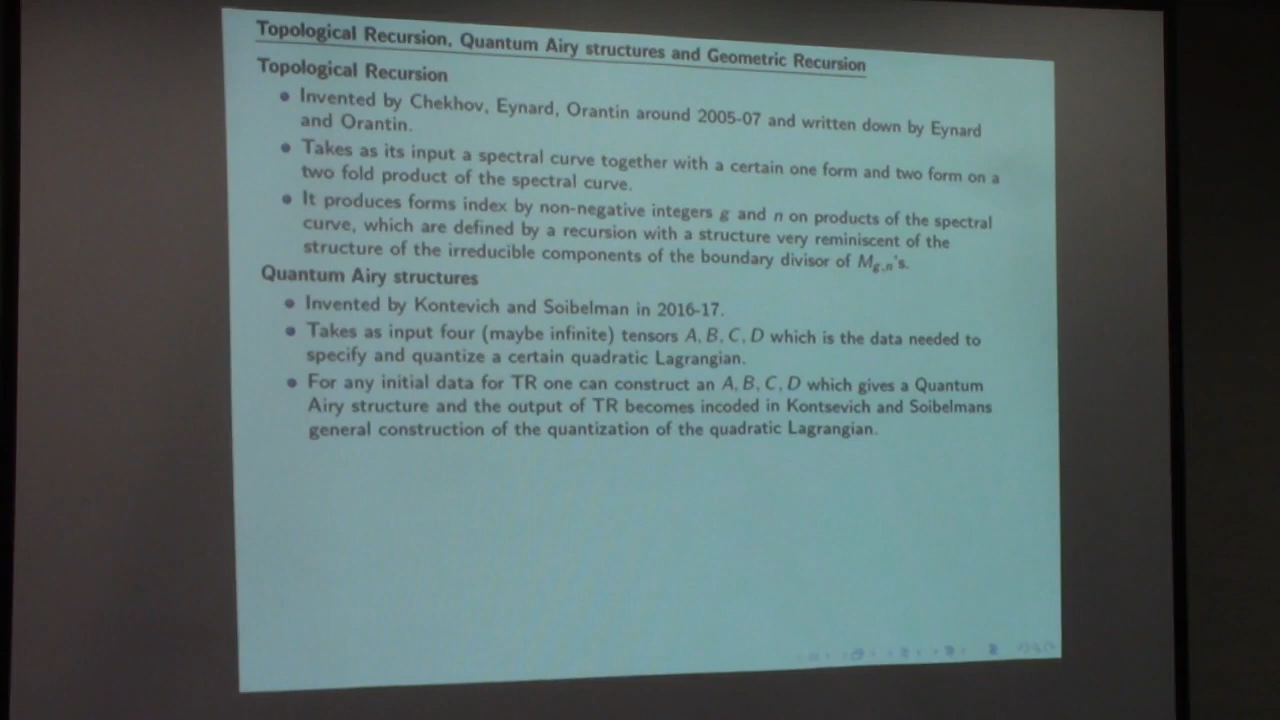 Topological Recursion, Quantum Airy structures and Geometric Recursion
Topological Recursion
• Invented by Chekhov, Eynard, Orantin around 2005-07 and written down by Eynard
and Orantin.
• Takes as its input a spectral curve together with a certain one form and two form on a
two fold product of the spectral curve.
• It produces forms index by non-negative integers g and n on products of the spectral
curve, which are defined by a recursion with a structure very reminiscent of the
structure of the irreducible components of the boundary divisor of M_{g,n}'s.
Quantum Airy structures
• Invented by Kontevich and Soibelman in 2016-17.
• Takes as input four (maybe infinite) tensors A, B, C, D which is the data needed to
specify and quantize a certain quadratic Lagrangian.
• For any initial data for TR one can construct an A, B, C, D which gives a Quantum
Airy structure and the output of TR becomes incoded in Kontsevich and Soibelmans
general construction of the quantization of the quadratic Lagrangian.